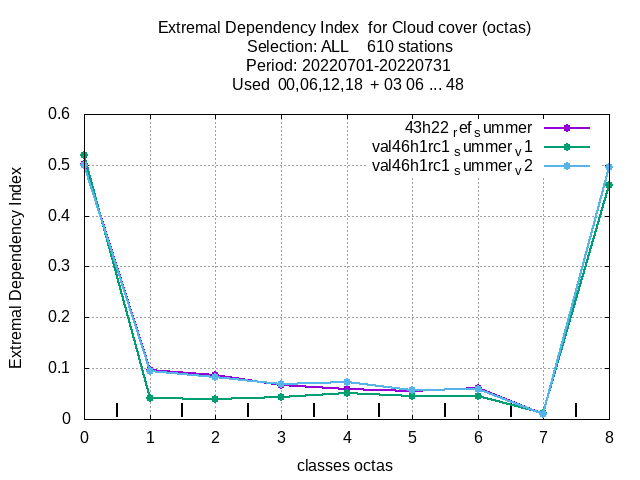 Extremal Dependency Index  for Cloud cover (octas)
Selection: ALL    610 stations
Period: 20220701-20220731
Used  00,06,12,18  + 03 06 ... 48
0.6
43h22 ref summer
val46h1rc1 summer v1
val46h1rc1 summer v2
0.5
0.4
0.3
0.2
0.1
0
Extremal Dependency Index
0 1 2 3 4 5 6 7 8
classes octas